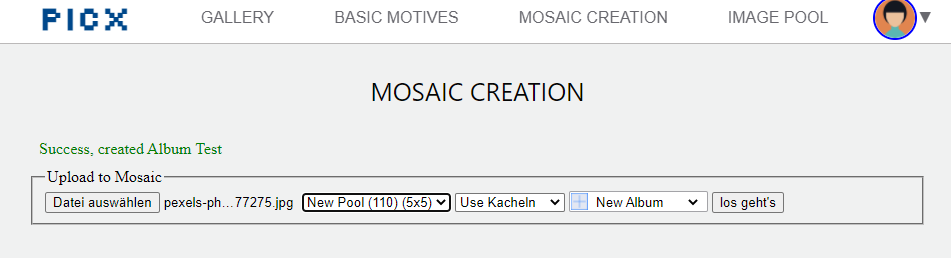 PICX GALLERY BASIC MOTIVES MOSAIC CREATION IMAGE POOL
MOSAIC CREATION
Success, created Album Test
Upload to Mosaic
Datei auswählen pexels-ph...77275.jpg New Pool (110) (5x5) Use Kacheln New Album los geht's